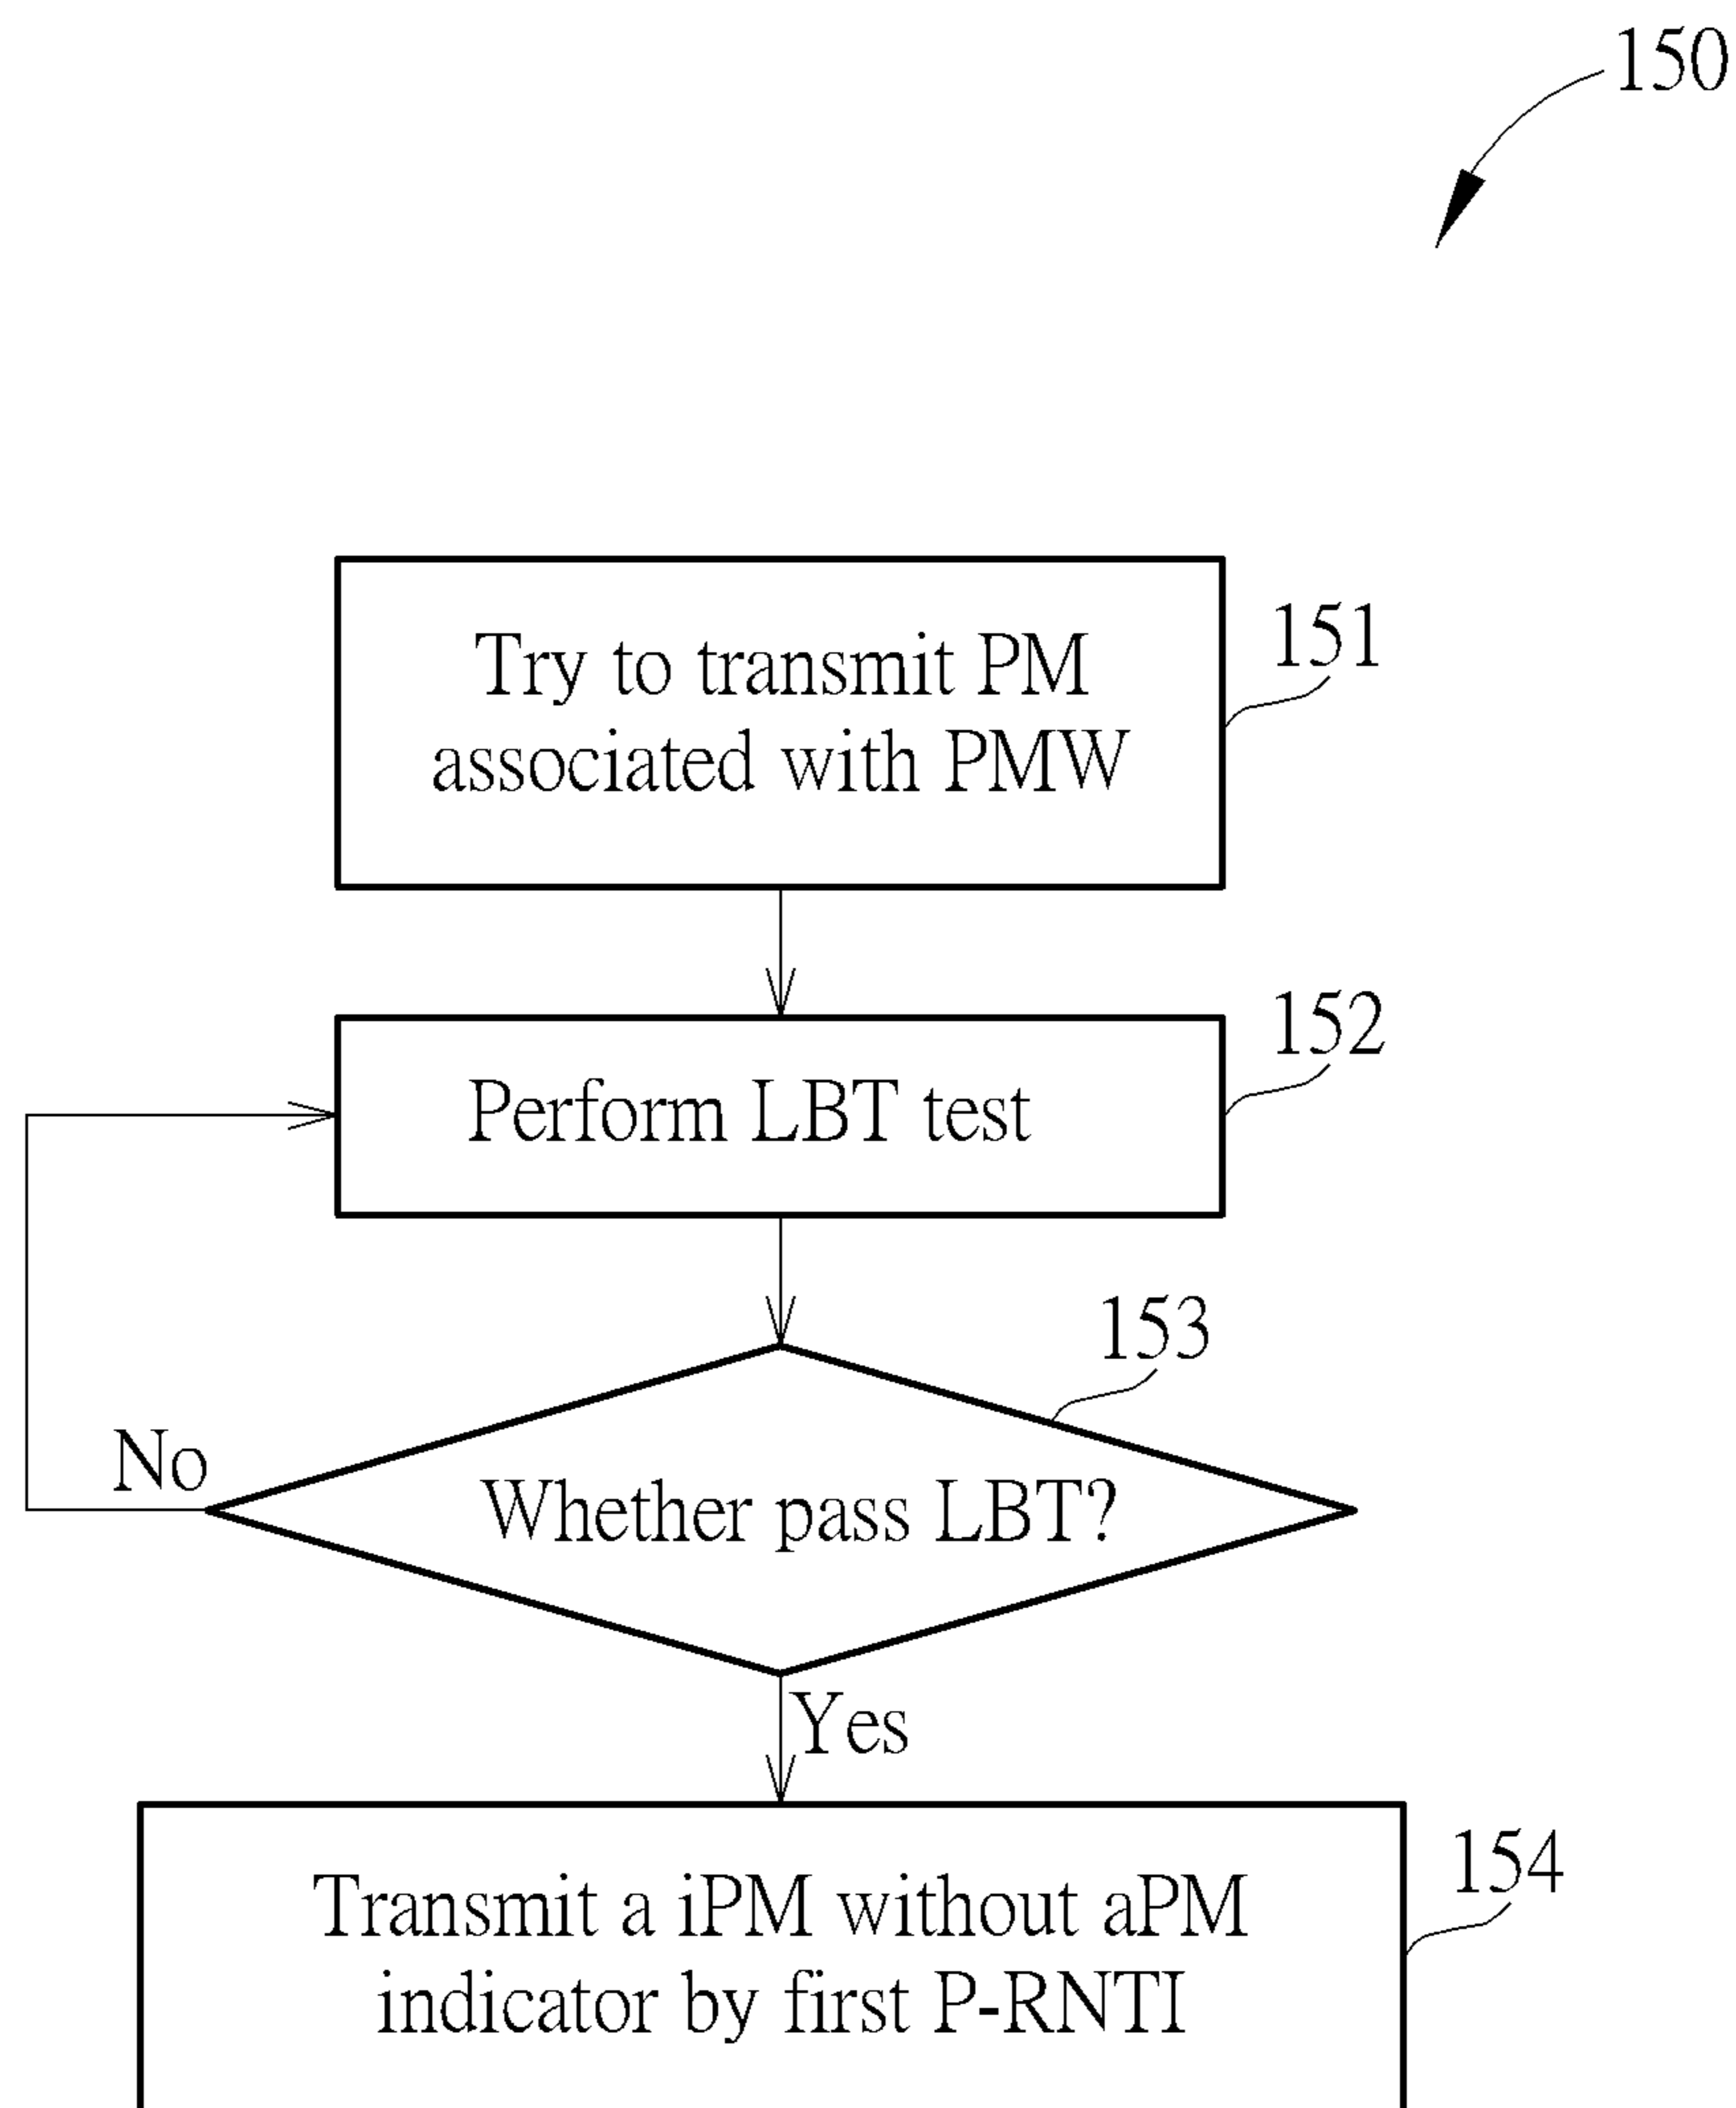 150
Try to transmit PM
associated with PMW
151
Perform LBT test
152
153
Whether pass LBT?
No
Yes
Transmit a iPM without aPM
indicator by first P-RNTI
154